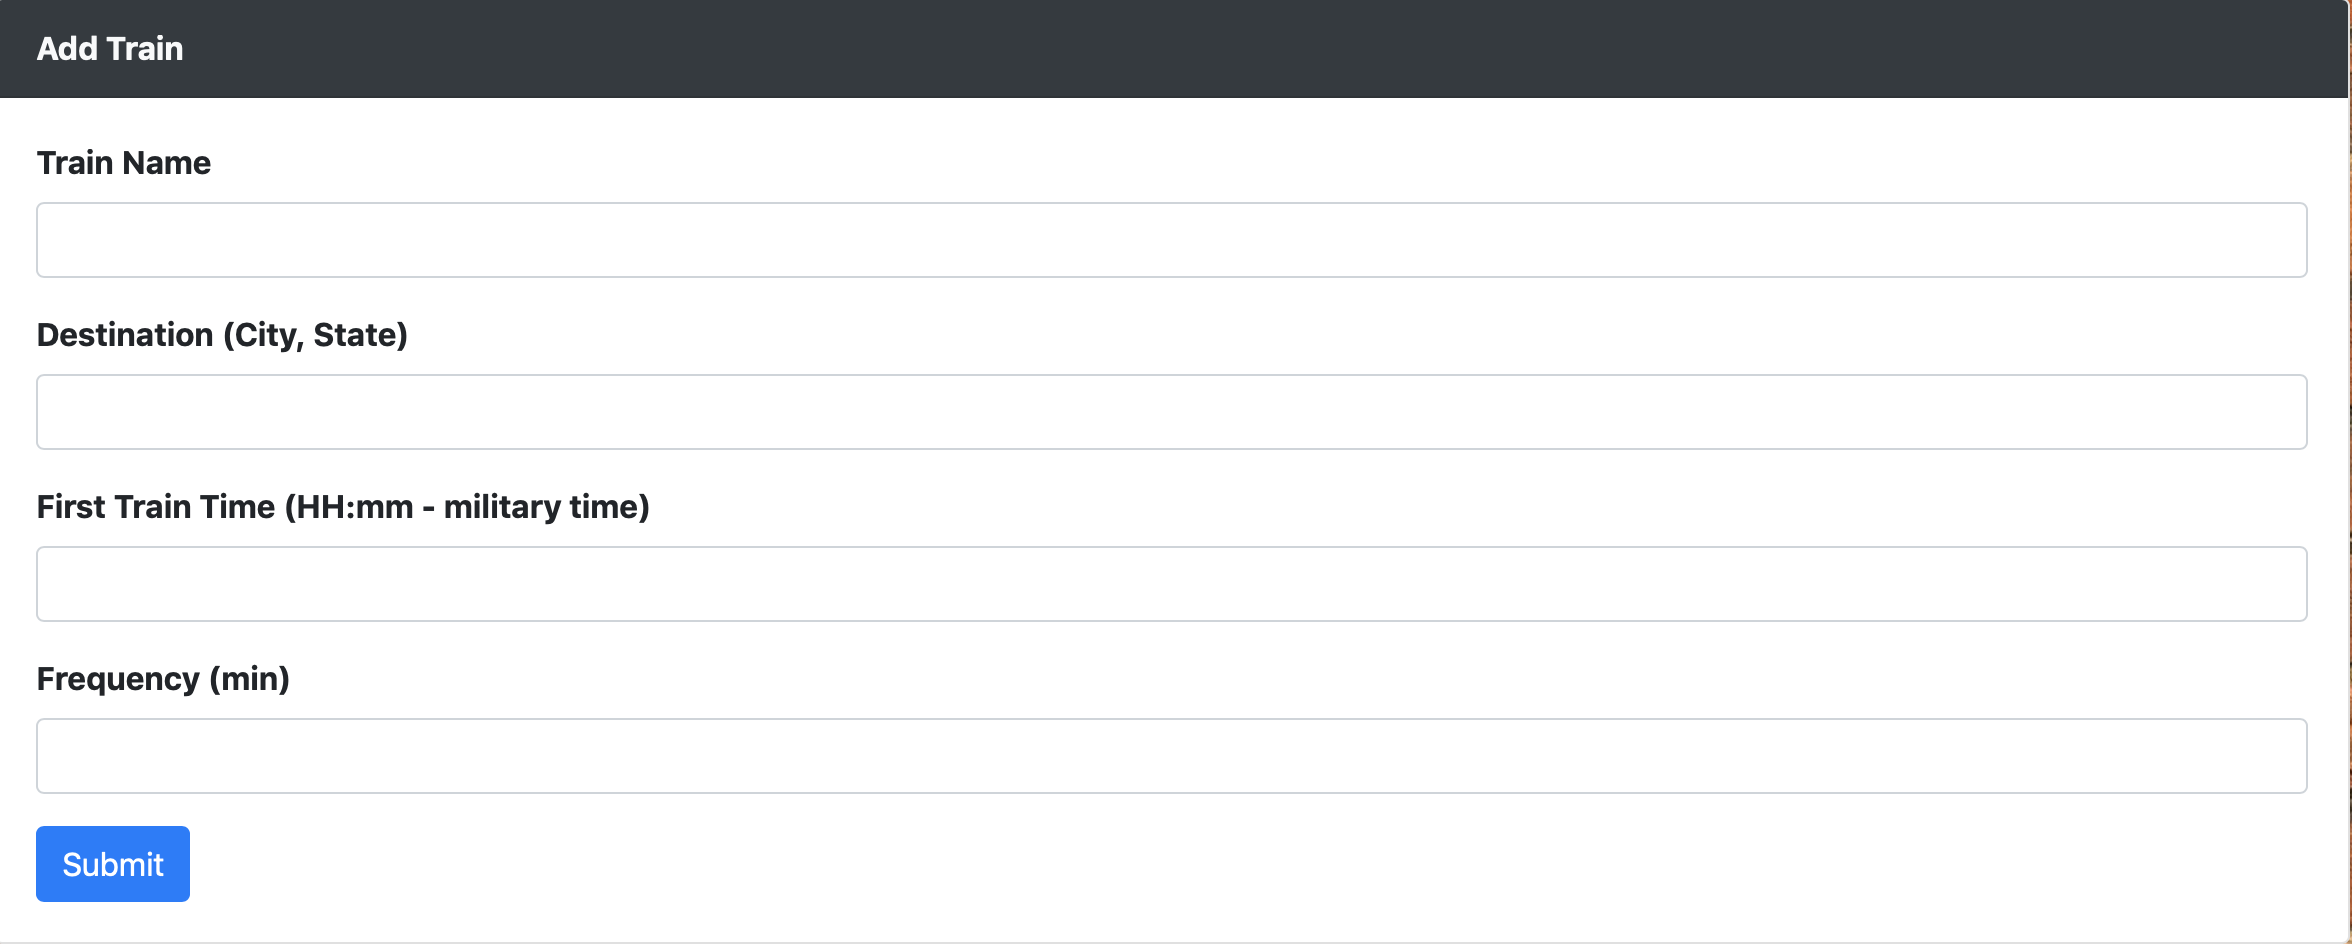 Add Train
Train Name
Destination (City, State)
First Train Time (HH:mm - military time)
Frequency (min)
Submit